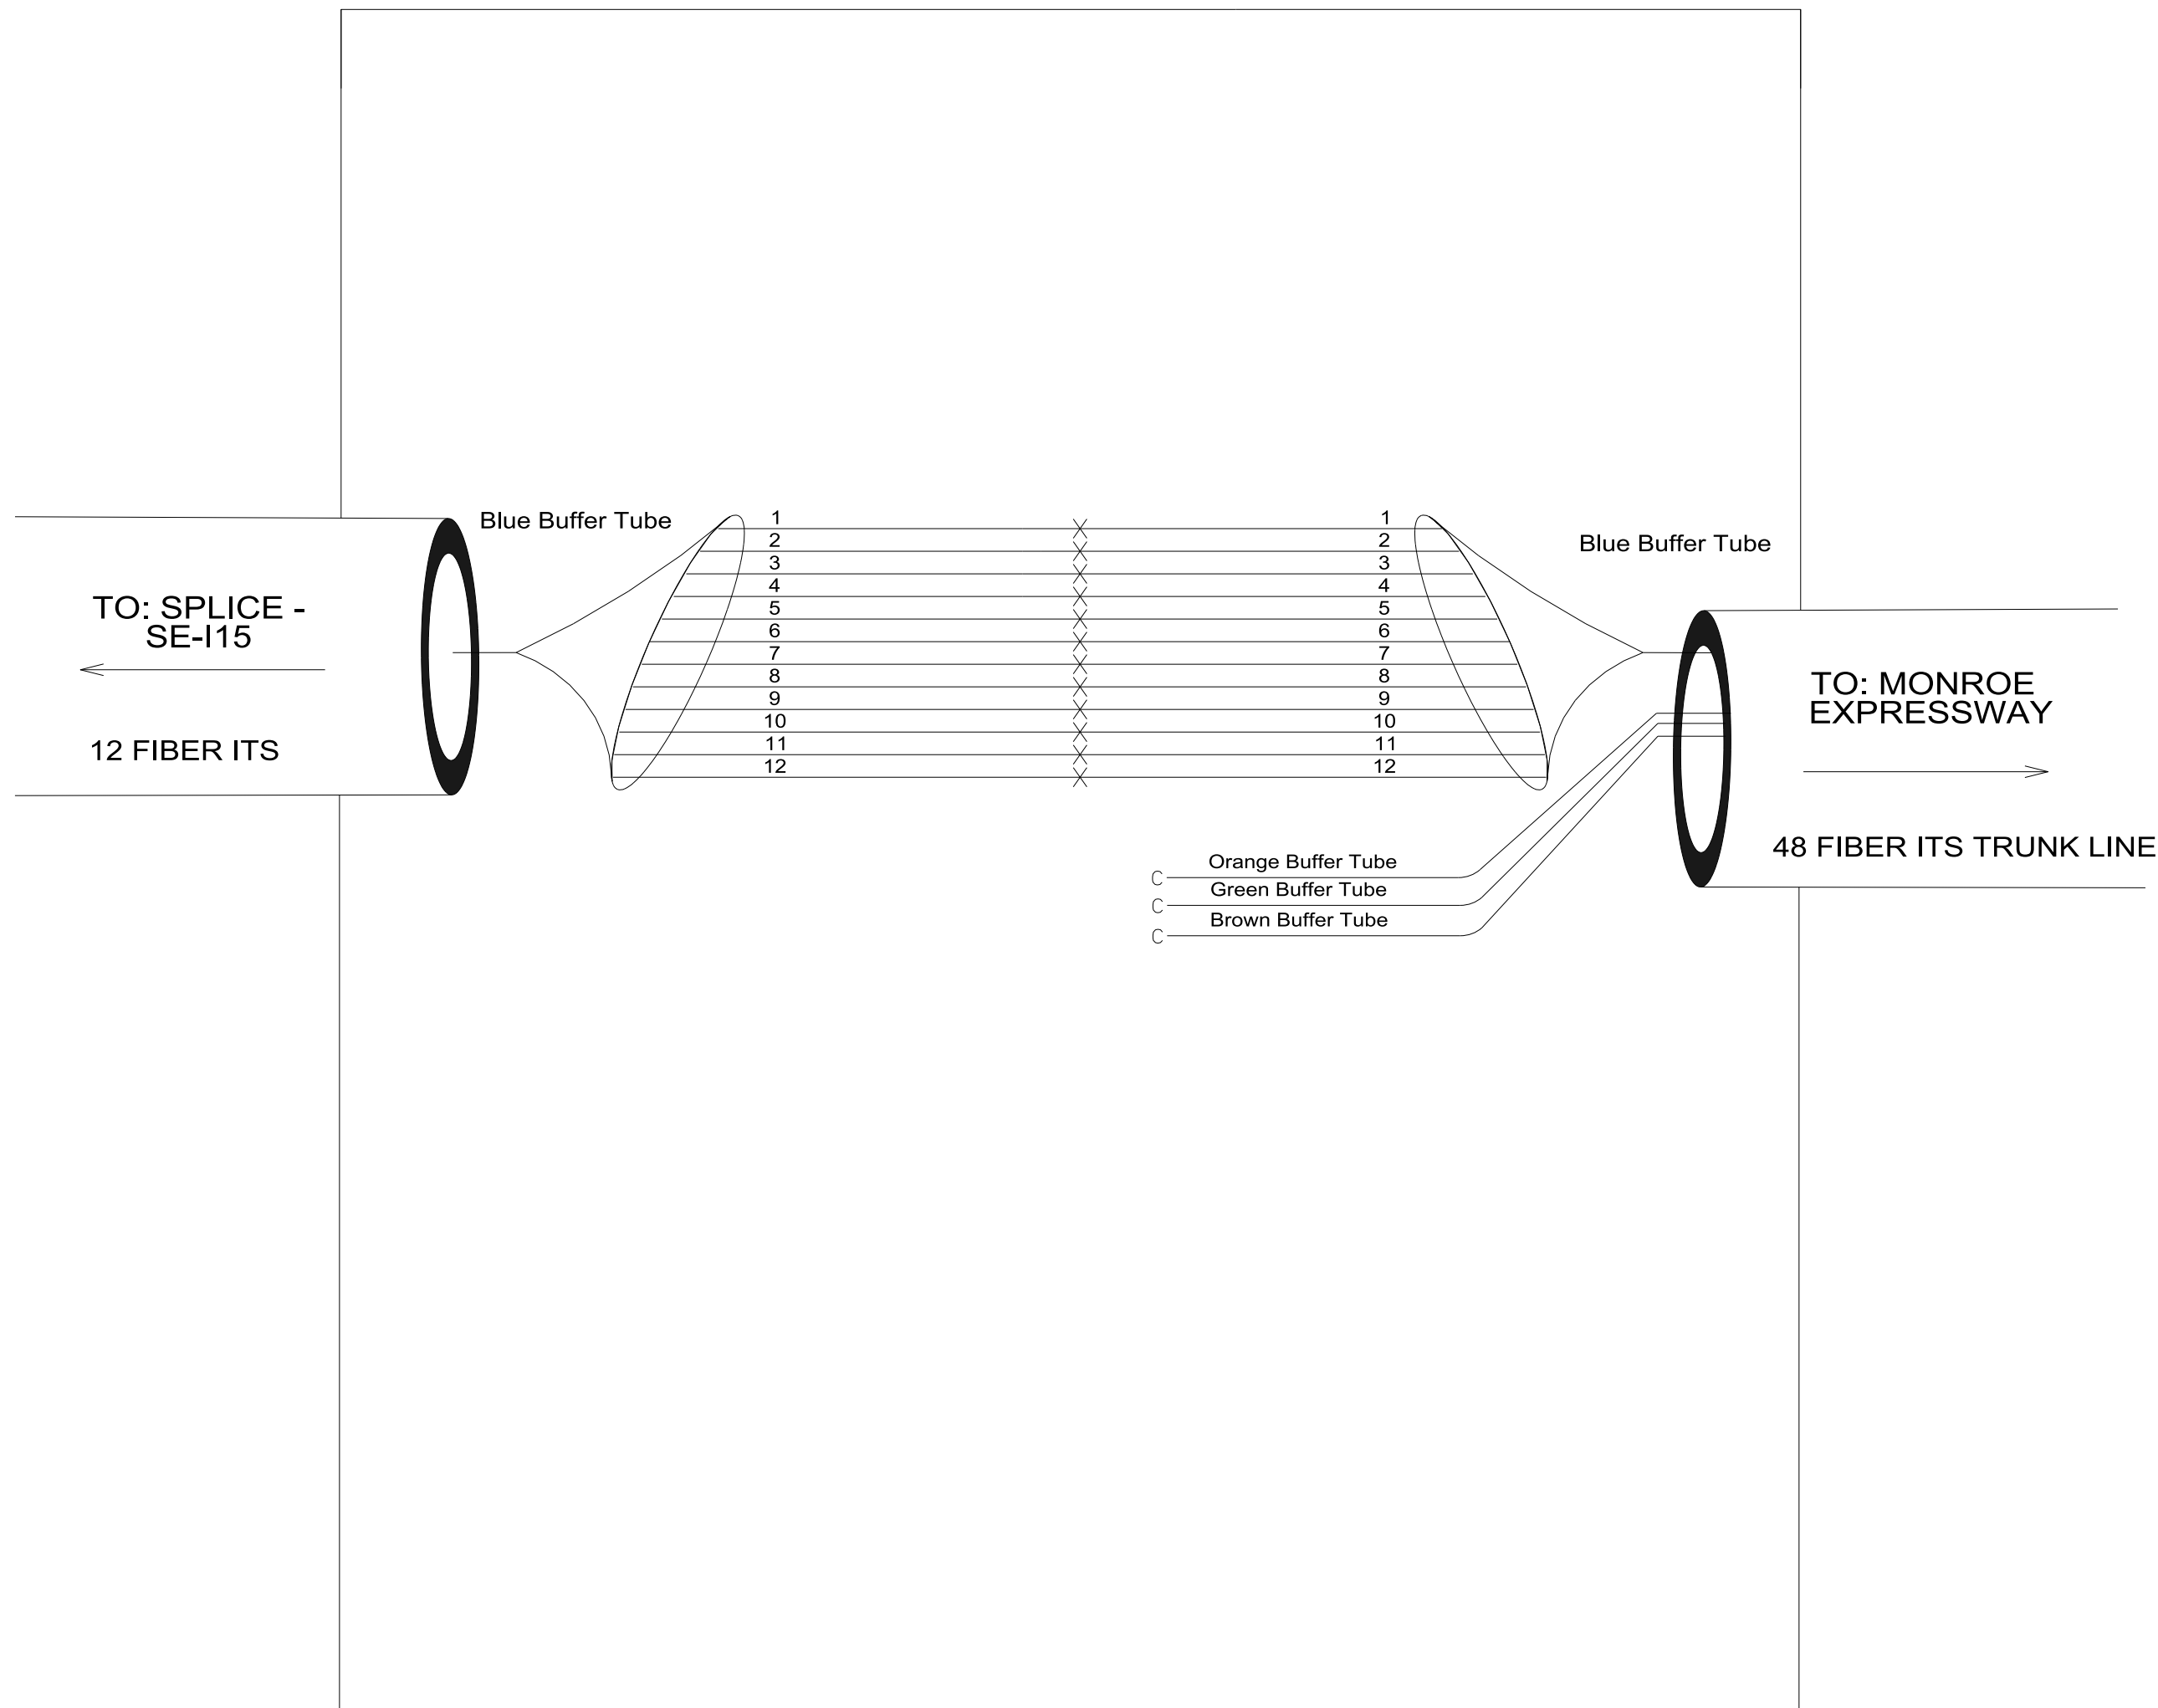 Blue Buffer Tube
TO: SPLICE -
SE-I15
12 FIBER ITS
1
2
3
4
5
6
7
8
9
10
11
12
1
2
3
4
5
6
7
8
9
10
11
12
Blue Buffer Tube
TO: MONROE
EXPRESSWAY
48 FIBER ITS TRUNK LINE
C Orange Buffer Tube
C Green Buffer Tube
C Brown Buffer Tube